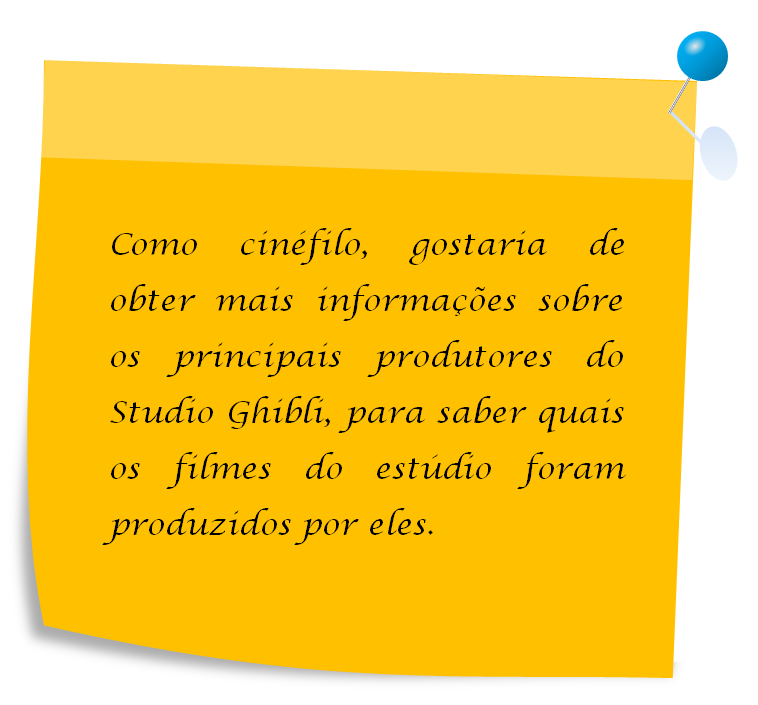 Como cinéfilo, gostaria de
obter mais informações sobre
os principais produtores do
Studio Ghibli, para saber quais
os filmes do estúdio foram
produzidos por eles.